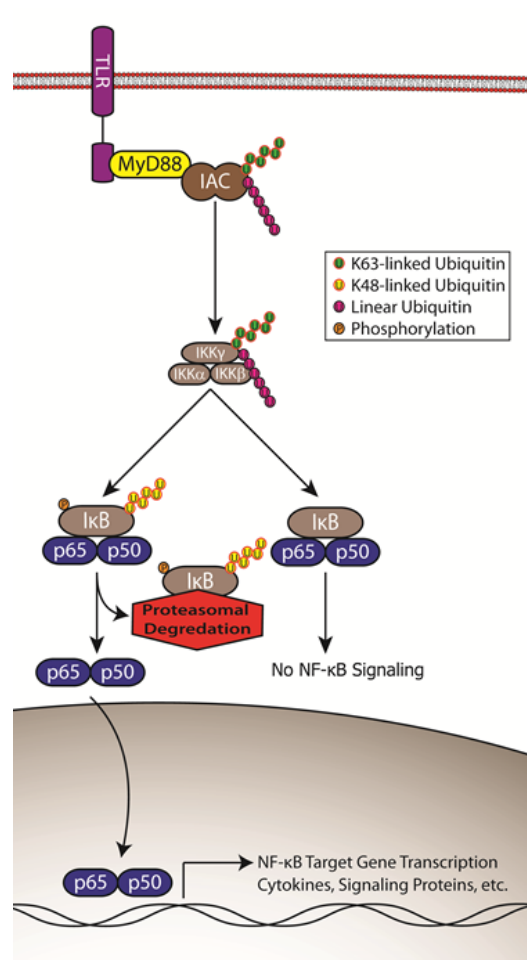 TLR
MyD88
IAC
U U U U U
K63-linked Ubiquitin
K48-linked Ubiquitin
Linear Ubiquitin
P Phosphorylation
IKKγ
IKKα IKKβ
P
IκB
p65 p50
P
IκB
Proteasomal
Degredation
IκB
p65 p50
No NF-κB Signaling
p65 p50
p65 p50
NF-κB Target Gene Transcription
Cytokines, Signaling Proteins, etc.